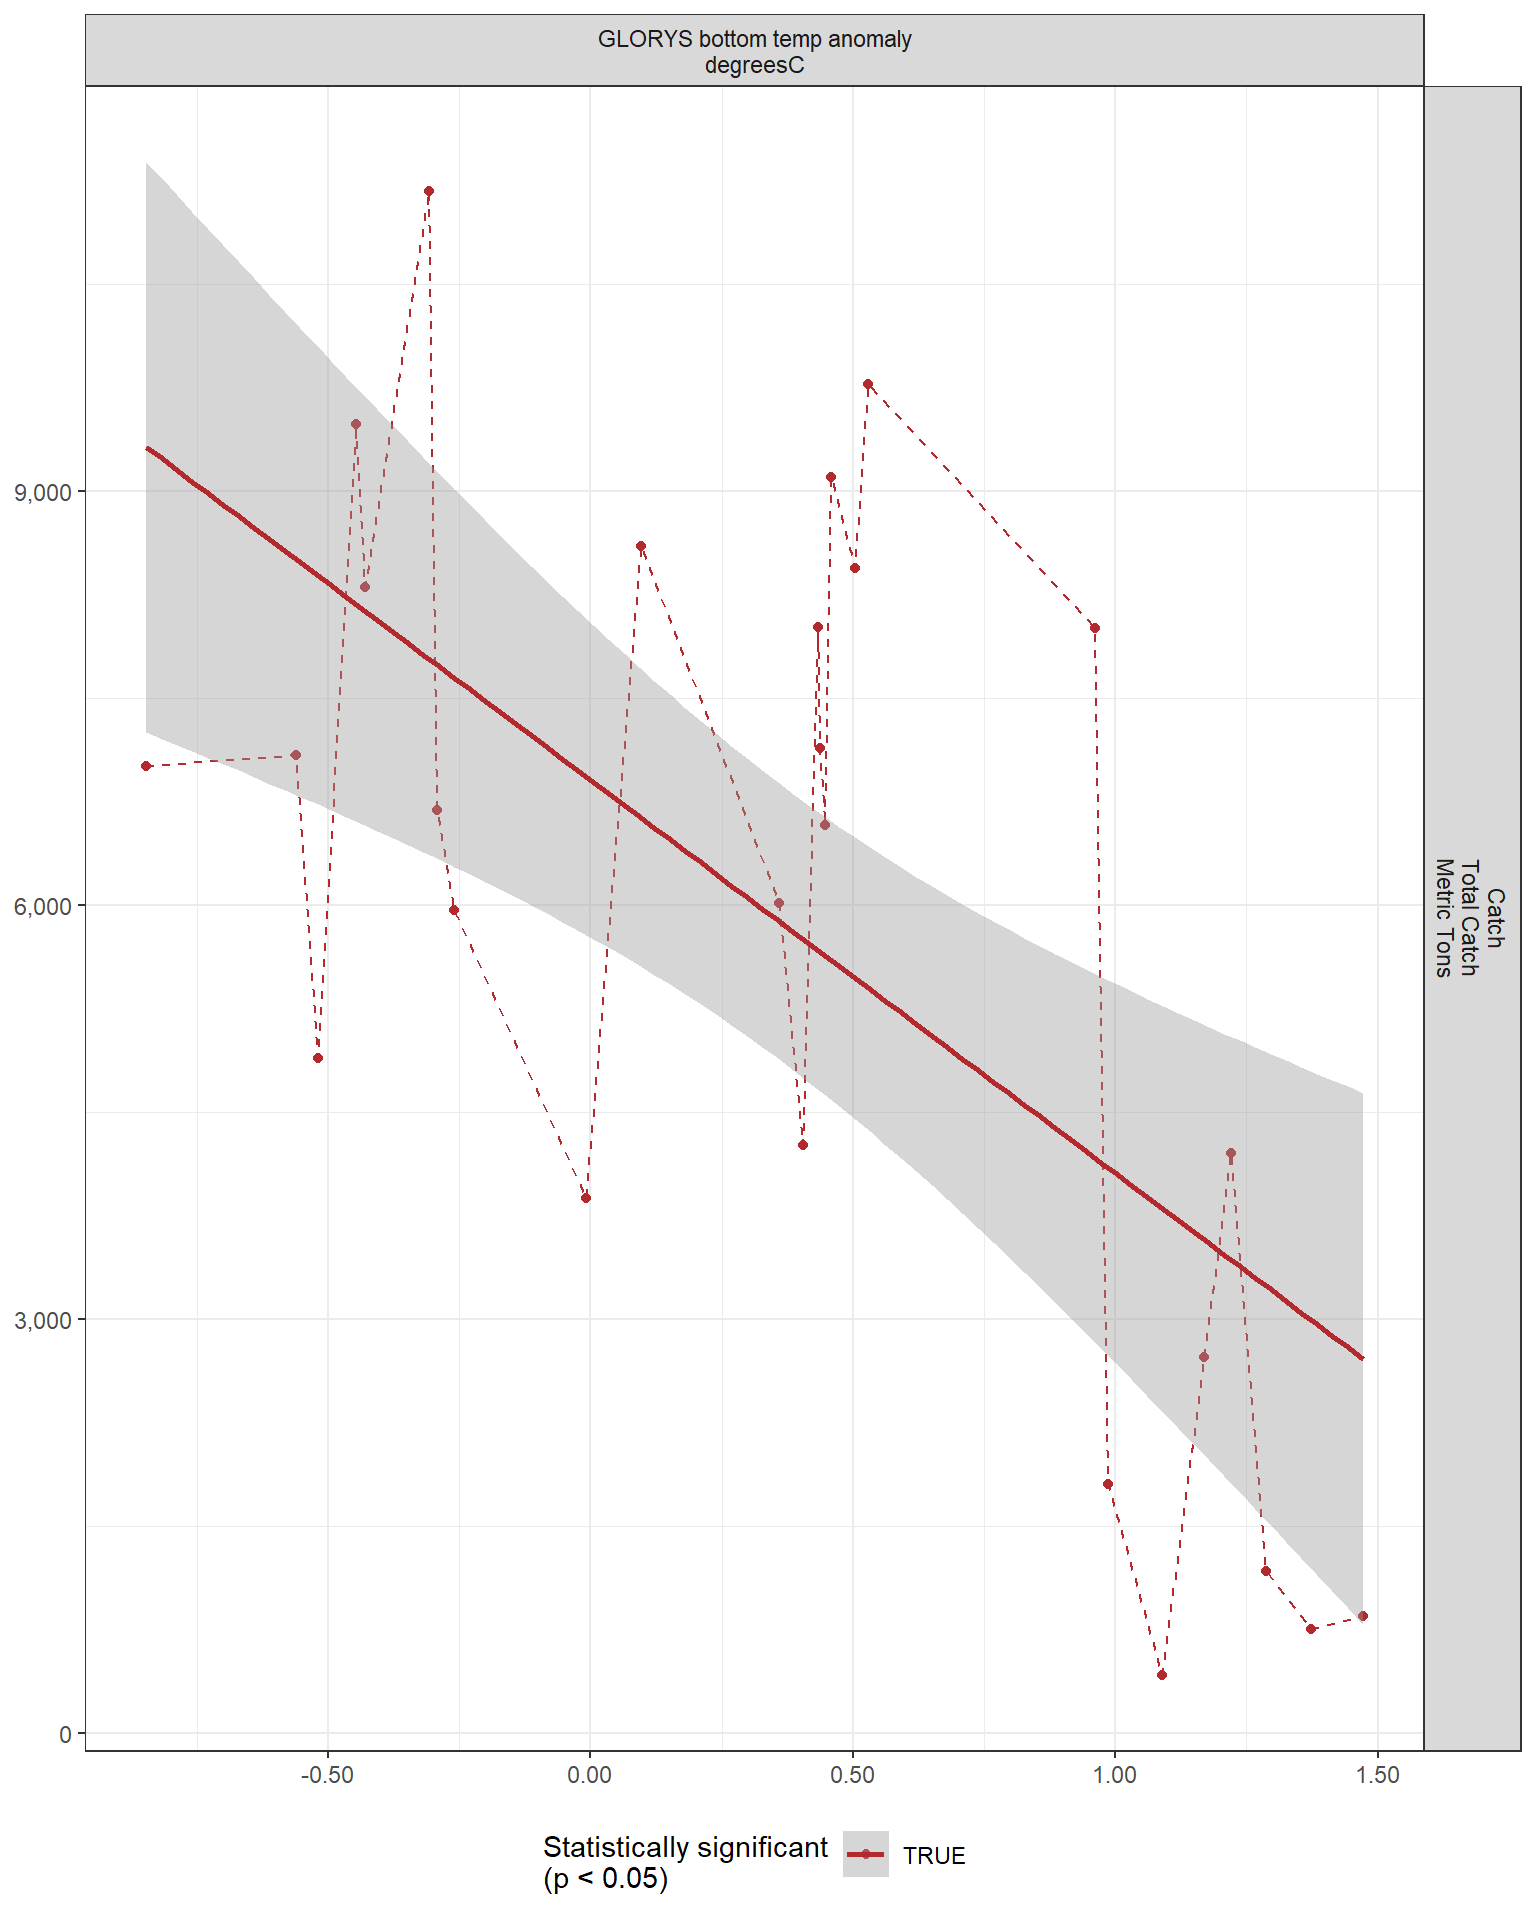 GLORYS bottom temp anomaly
degreesC
Catch
Total Catch
Metric Tons
9,000
6,000
3,000
0
-0.50
0.00
0.50
1.00
1.50
Statistically significant
(p < 0.05)
TRUE